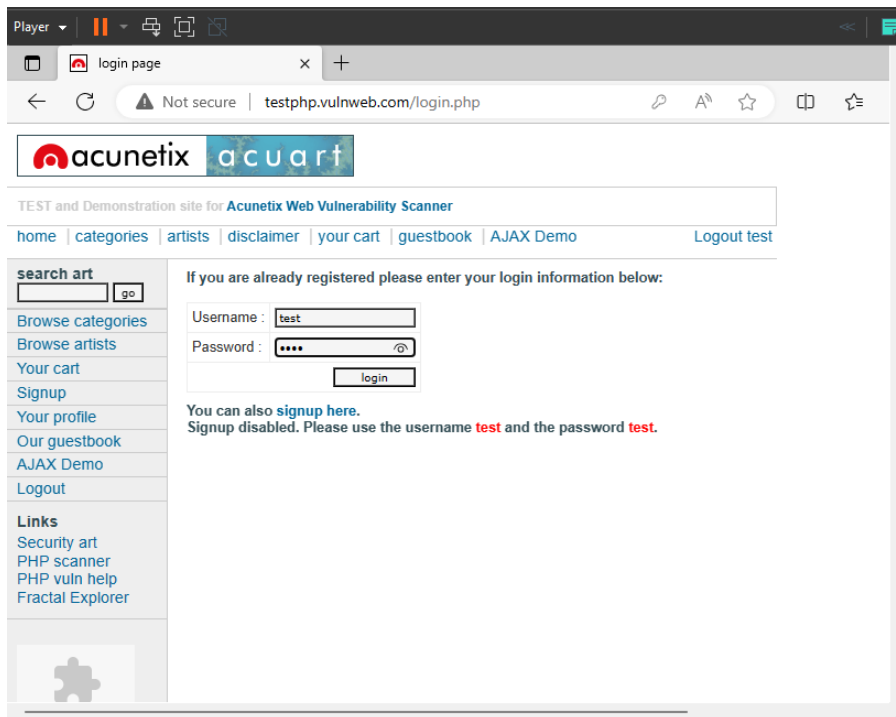 Player
login page
Not secure testphp.vulnweb.com/login.php
acunetix acuart
TEST and Demonstration site for Acunetix Web Vulnerability Scanner
home | categories | artists | disclaimer | your cart | guestbook | AJAX Demo Logout test
search art
go
Browse categories
Browse artists
Your cart
Signup
Your profile
Our guestbook
AJAX Demo
Logout
Links
Security art
PHP scanner
PHP vuln help
Fractal Explorer
If you are already registered please enter your login information below:
Username : test
Password : ••••
login
You can also signup here.
Signup disabled. Please use the username test and the password test.